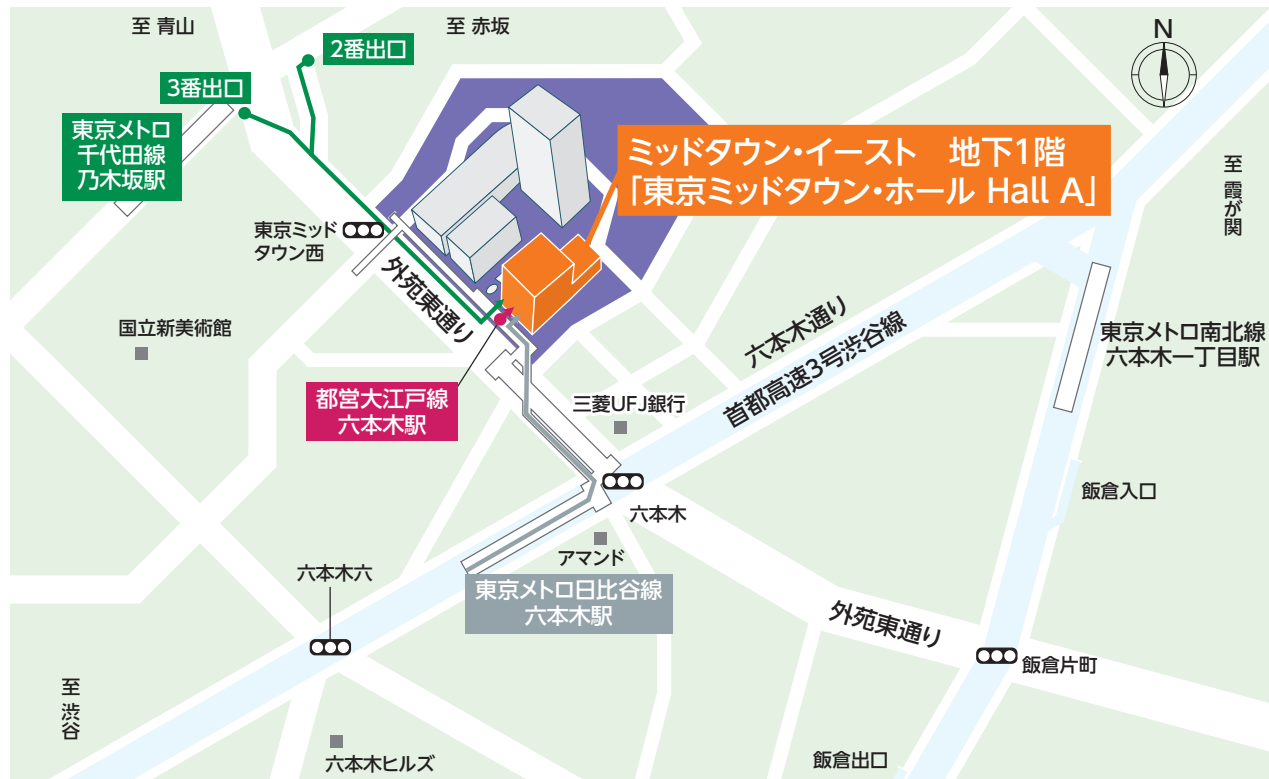 至 青山
至 赤坂
N
2番出口
3番出口
東京メトロ
千代田線
乃木坂駅
ミッドタウン・イースト　地下1階
「東京ミッドタウン・ホール Hall A」
至 霞が関
東京ミッド
タウン西
外苑東通り
国立新美術館
六本木通り
首都高速3号渋谷線
東京メトロ南北線
六本木一丁目駅
都営大江戸線
六本木駅
三菱UFJ銀行
飯倉入口
六本木
アマンド
東京メトロ日比谷線
六本木駅
六本木六
外苑東通り
飯倉片町
至 渋谷
六本木ヒルズ
飯倉出口